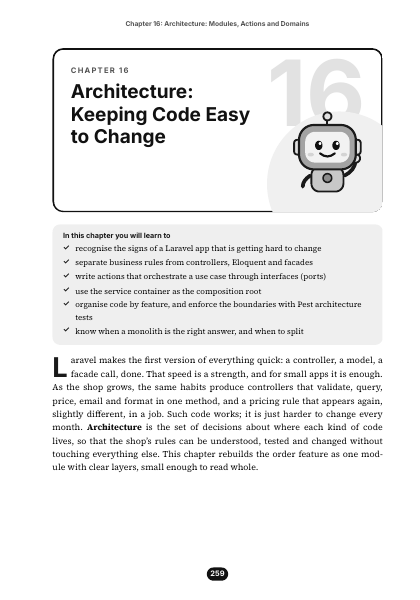 Chapter 16: Architecture: Modules, Actions and Domains
CHAPTER 16
16
Architecture:
Keeping Code Easy
to Change
In this chapter you will learn to
✓ recognise the signs of a Laravel app that is getting hard to change
✓ separate business rules from controllers, Eloquent and facades
✓ write actions that orchestrate a use case through interfaces (ports)
✓ use the service container as the composition root
✓ organise code by feature, and enforce the boundaries with Pest architecture
tests
✓ know when a monolith is the right answer, and when to split
Laravel makes the first version of everything quick: a controller, a model, a
facade call, done. That speed is a strength, and for small apps it is enough.
As the shop grows, the same habits produce controllers that validate, query,
price, email and format in one method, and a pricing rule that appears again,
slightly different, in a job. Such code works; it is just harder to change every
month. Architecture is the set of decisions about where each kind of code
lives, so that the shop's rules can be understood, tested and changed without
touching everything else. This chapter rebuilds the order feature as one mod-
ule with clear layers, small enough to read whole.
259